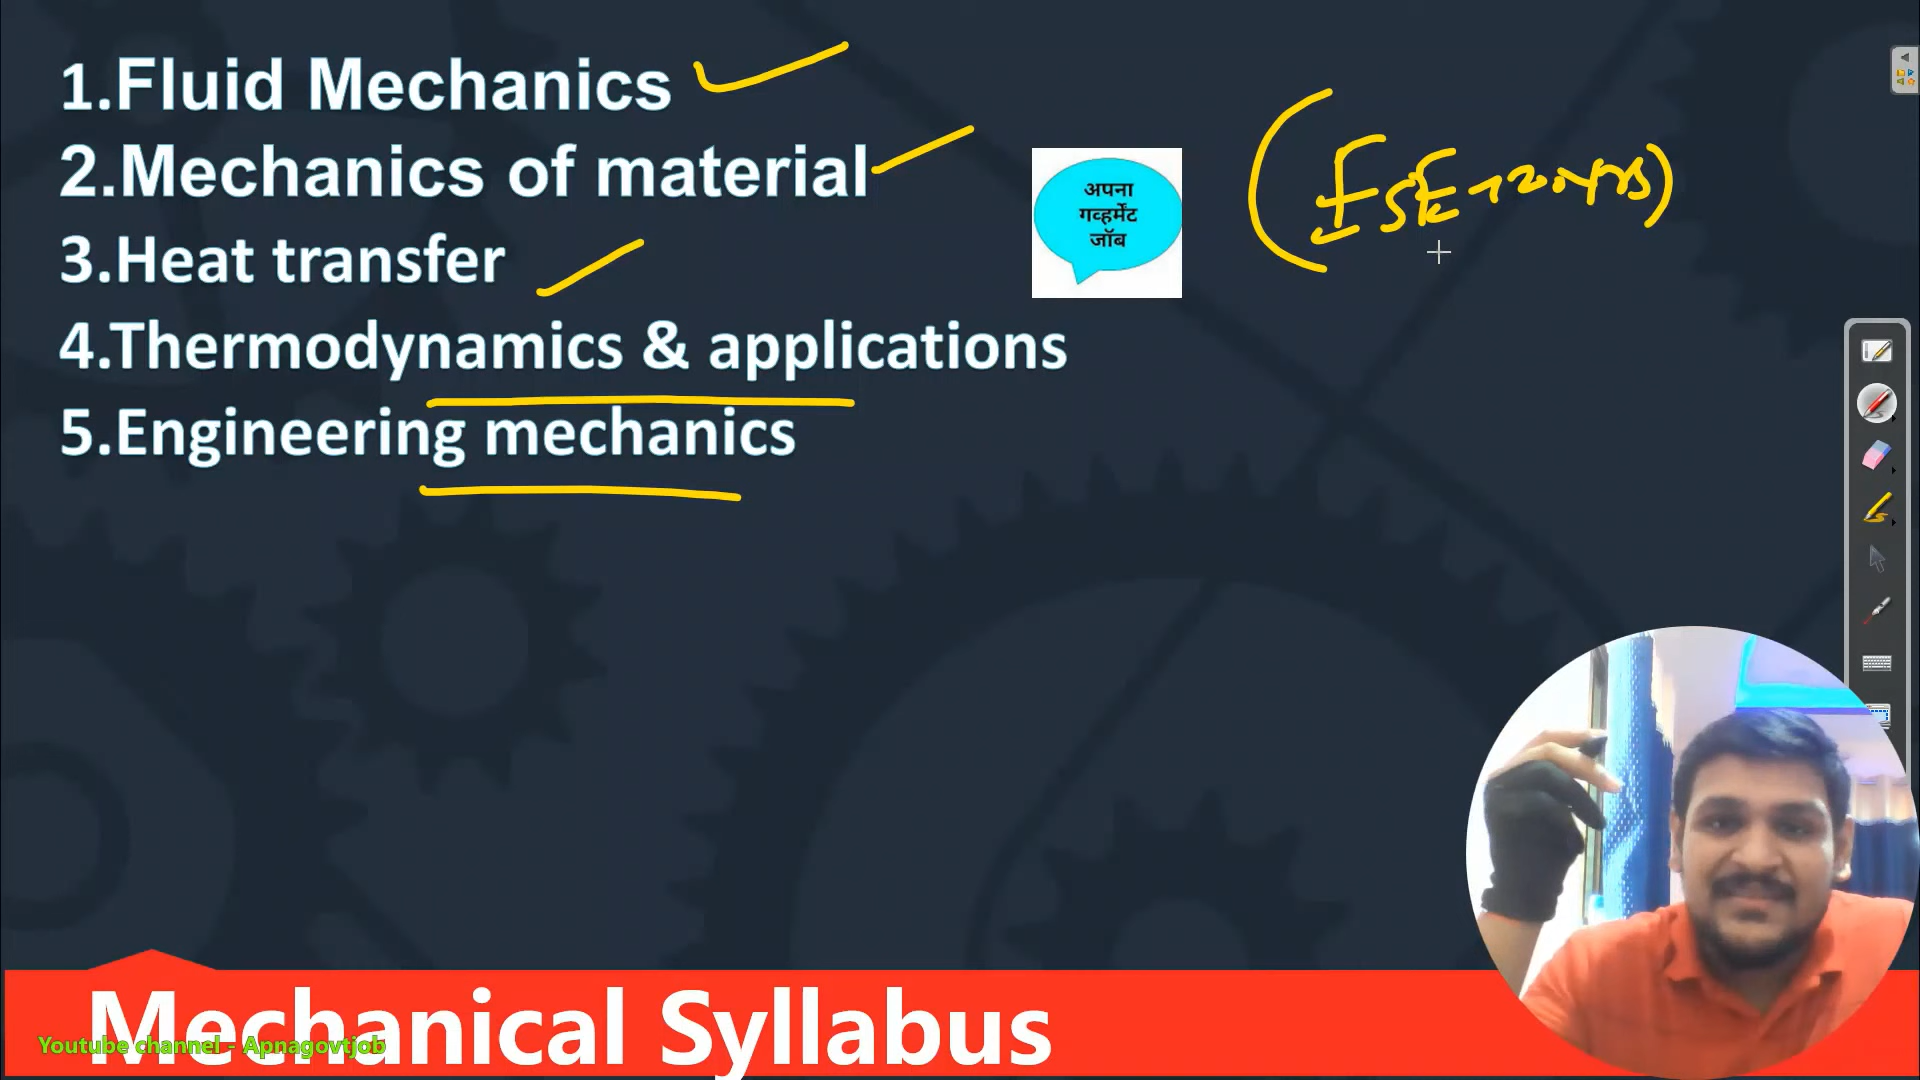 1.Fluid Mechanics
2.Mechanics of material
3.Heat transfer
4.Thermodynamics & applications
5.Engineering mechanics
अपना
गव्हर्मेंट
जॉब
Mechanical Syllabus
Youtube channel - Apnagovtjob